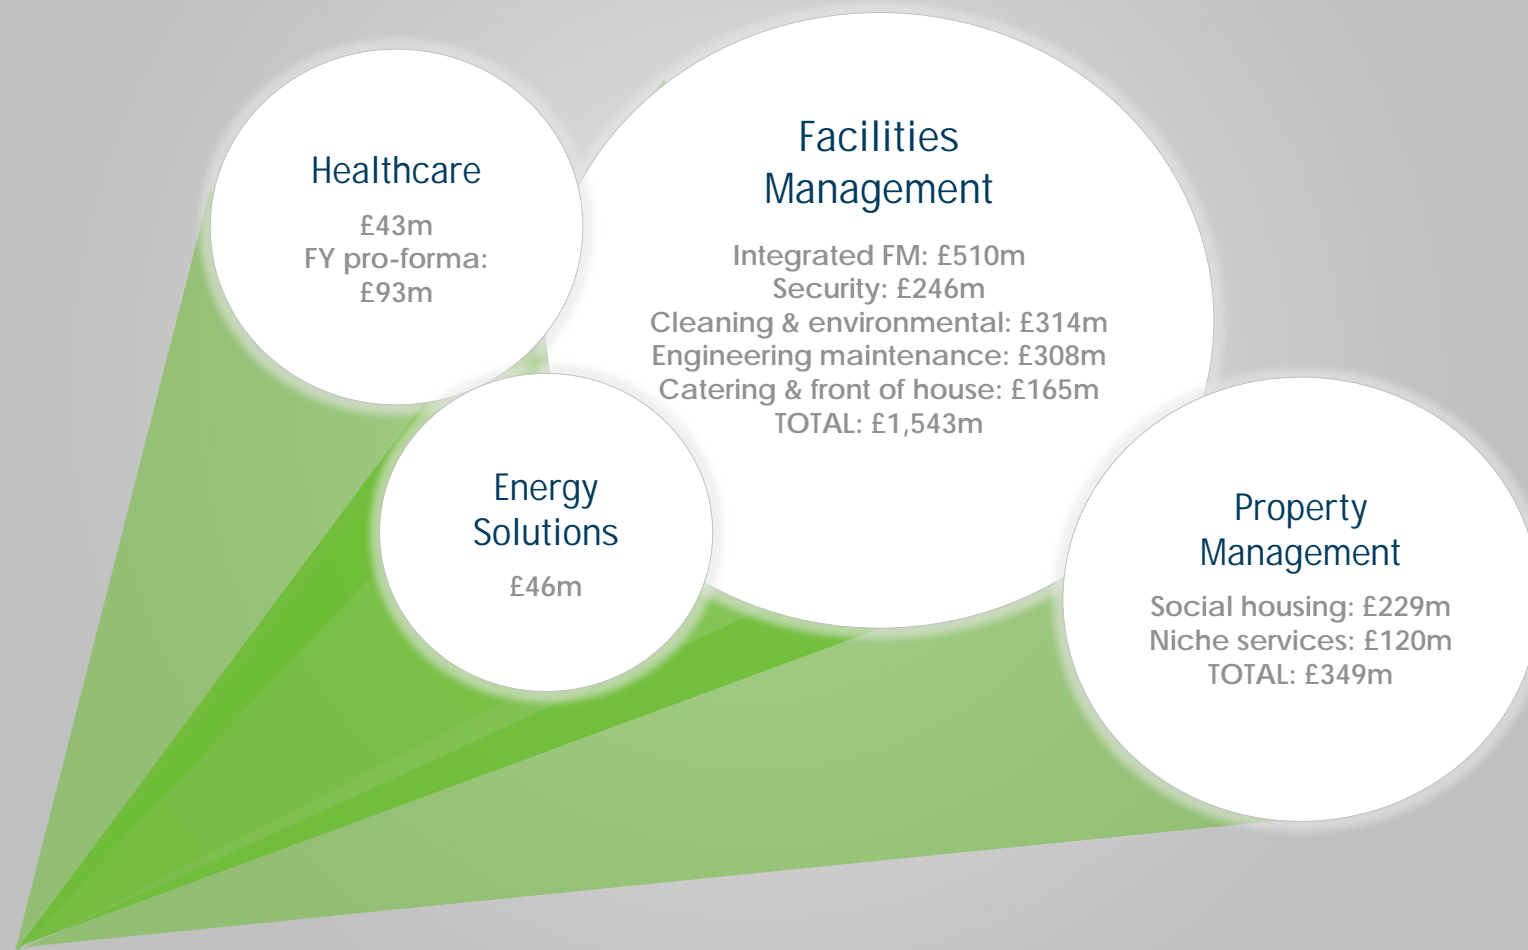 Healthcare
£43m
FY pro-forma:
£93m
Facilities
Management
Integrated FM: £510m
Security: £246m
Cleaning & environmental: £314m
Engineering maintenance: £308m
Catering & front of house: £165m
TOTAL: £1,543m
Energy
Solutions
£46m
Property
Management
Social housing: £229m
Niche services: £120m
TOTAL: £349m